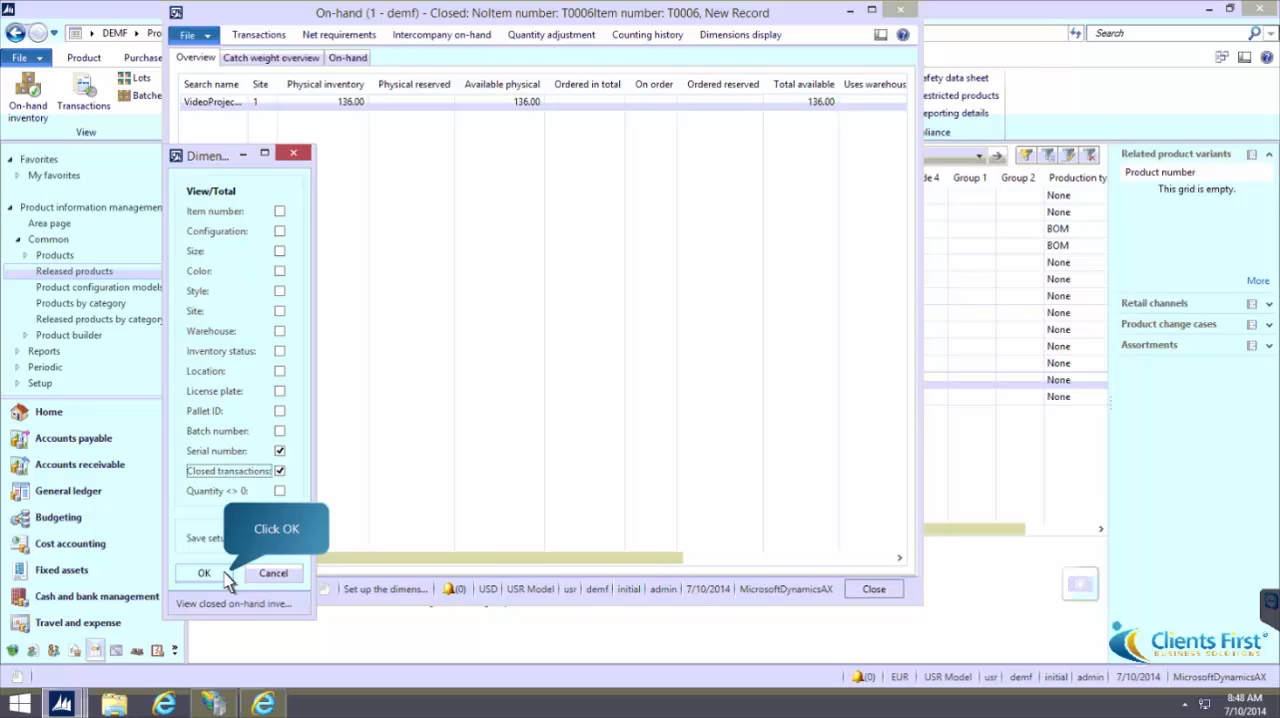 On-hand (1 - demf) - Closed: NoItem number: T0006Item number: T0006, New Record
DEMF
Pro
Search
File
Transactions
Net requirements
Intercompany on-hand
Quantity adjustment
Counting history
Dimensions display
File
Product
Purchase
Overview
Catch weight overview
On-hand
On-hand inventory
Transactions
Lots
Batche
View
Search name
Site
Physical inventory
Physical reserved
Available physical
Ordered in total
On order
Ordered reserved
Total available
Uses warehous
VideoProjec...
1
136.00
136.00
136.00
afety data sheet
estricted products
eporting details
liance
Favorites
My favorites
Product information management
Area page
Common
Products
Released products
Product configuration models
Products by category
Released products by category
Product builder
Reports
Periodic
Setup
Home
Accounts payable
Accounts receivable
General ledger
Budgeting
Cost accounting
Fixed assets
Cash and bank management
Travel and expense
Dimen...
View/Total
Item number:
Configuration:
Size:
Color:
Style:
Site:
Warehouse:
Inventory status:
Location:
License plate:
Pallet ID:
Batch number:
Serial number:
Closed transactions:
Quantity <> 0:
Save setu
Click OK
OK
Cancel
View closed on-hand inve...
Set up the dimens...
(0)
USD
USR Model
usr
demf
initial
admin
7/10/2014
MicrosoftDynamicsAX
Close
de 4
Group 1
Group 2
Production ty
None
None
BOM
BOM
None
None
None
None
None
None
None
None
None
Related product variants
Product number
This grid is empty.
More
Retail channels
Product change cases
Assortments
Clients First
BUSINESS SOLUTIONS
(0)
EUR
USR Model
usr
demf
initial
admin
7/10/2014
MicrosoftDynamicsAX
8:48 AM
7/10/2014